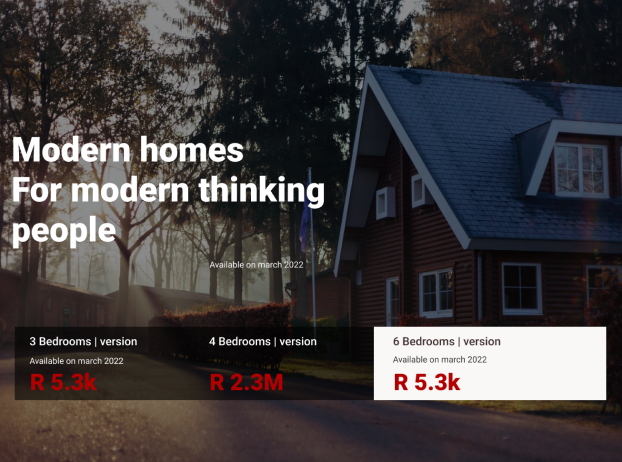 Modern homes
For modern thinking
people
Available on march 2022
3 Bedrooms | version
Available on march 2022
R 5.3k
4 Bedrooms | version
R 2.3M
6 Bedrooms | version
Available on march 2022
R 5.3k